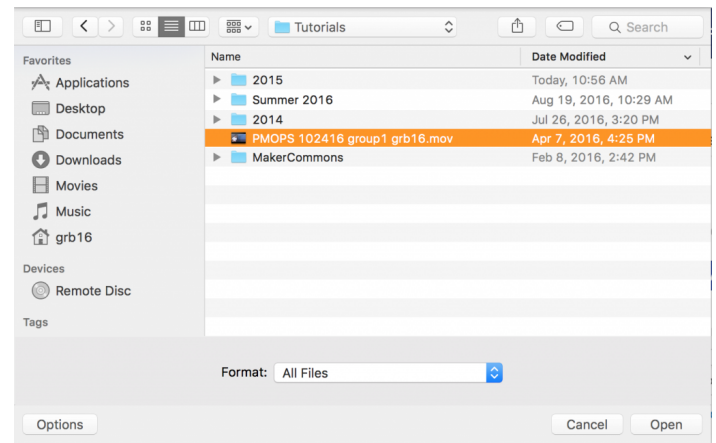 Tutorials
Search
Favorites
Applications
Desktop
Documents
Downloads
Movies
Music
grb16
Devices
Remote Disc
Tags
Name Date Modified
2015 Today, 10:56 AM
Summer 2016 Aug 19, 2016, 10:29 AM
2014 Jul 26, 2016, 3:20 PM
PMOPS 102416 group1 grb16.mov Apr 7, 2016, 4:25 PM
MakerCommons Feb 8, 2016, 2:42 PM
Format: All Files
Options Cancel Open